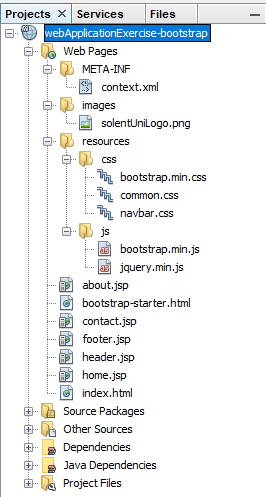 Projects Services Files
webApplicationExercise-bootstrap
Web Pages
META-INF
context.xml
images
solentUniLogo.png
resources
css
bootstrap.min.css
common.css
navbar.css
js
bootstrap.min.js
jquery.min.js
about.jsp
bootstrap-starter.html
contact.jsp
footer.jsp
header.jsp
home.jsp
index.html
Source Packages
Other Sources
Dependencies
Java Dependencies
Project Files